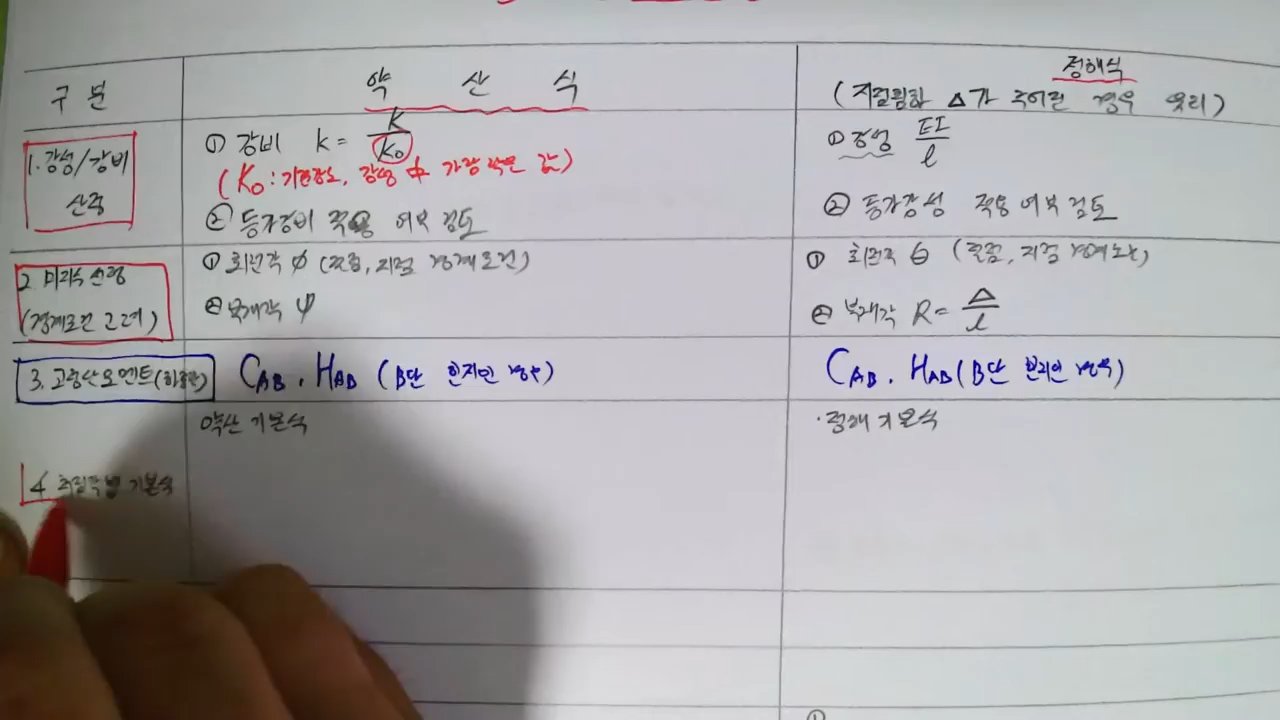 구 분
약 산 식
정해식
( 지점침하 Δ가 주어진 경우 유리 )
1. 강성/강비
산정
① 강비 k = K/K₀
( K₀ : 기준강도, 강성 中 가장 작은 값 )
② 등가강비 적용 여부 검토
① 강성 EI/l
② 등가강성 적용 여부 검토
2. 미지수 선정
(경계조건 고려)
① 회전각 φ (절점, 지점 경계조건)
② 부재각 ψ
① 회전각 θ (절점, 지점
② 부재각 R = Δ/l
3. 고정단모멘트(하중항)
C_AB . H_AB (B단 힌지인 경우)
C_AB . H_AB (B단 힌지인 경우)
4 처짐각법 기본식
약산 기본식
· 정해 기본식